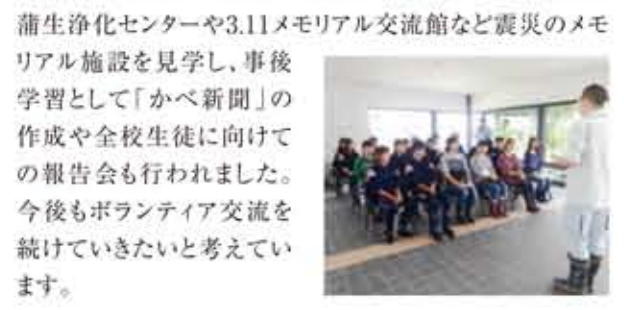 蒲生浄化センターや3.11メモリアル交流館など震災のメモ
リアル施設を見学し、事後
学習として「かべ新聞」の
作成や全校生徒に向けて
の報告会も行われました。
今後もボランティア交流を
続けていきたいと考えてい
ます。